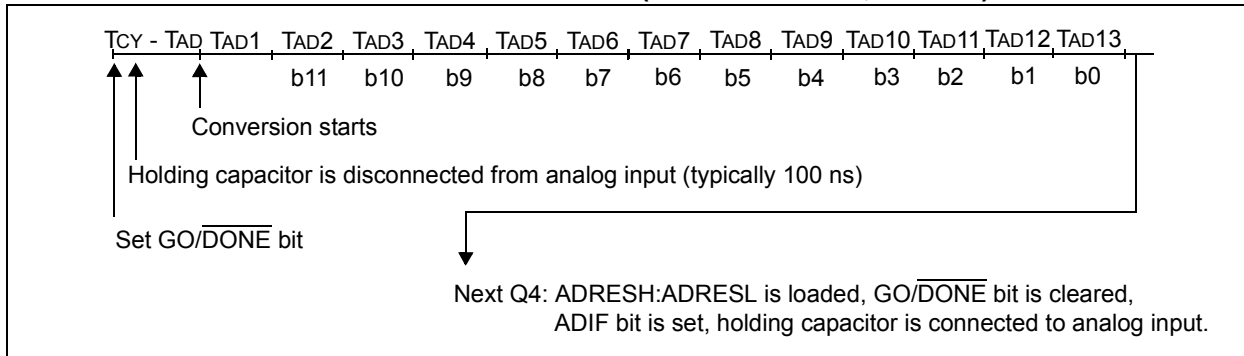 TCY - TAD TAD1 TAD2 TAD3 TAD4 TAD5 TAD6 TAD7 TAD8 TAD9 TAD10 TAD11 TAD12 TAD13
b11 b10 b9 b8 b7 b6 b5 b4 b3 b2 b1 b0
Conversion starts
Holding capacitor is disconnected from analog input (typically 100 ns)
Set GO/DONE bit
Next Q4: ADRESH:ADRESL is loaded, GO/DONE bit is cleared,
ADIF bit is set, holding capacitor is connected to analog input.